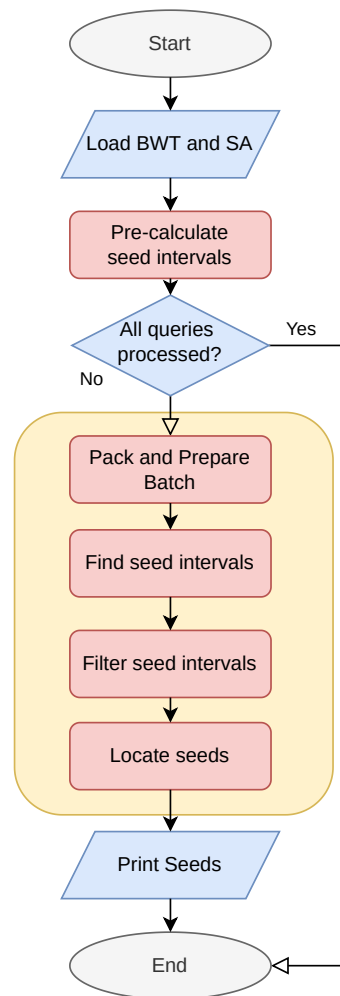 Start
Load BWT and SA
Pre-calculate
seed intervals
All queries
processed?
Yes
No
Pack and Prepare
Batch
Find seed intervals
Filter seed intervals
Locate seeds
Print Seeds
End